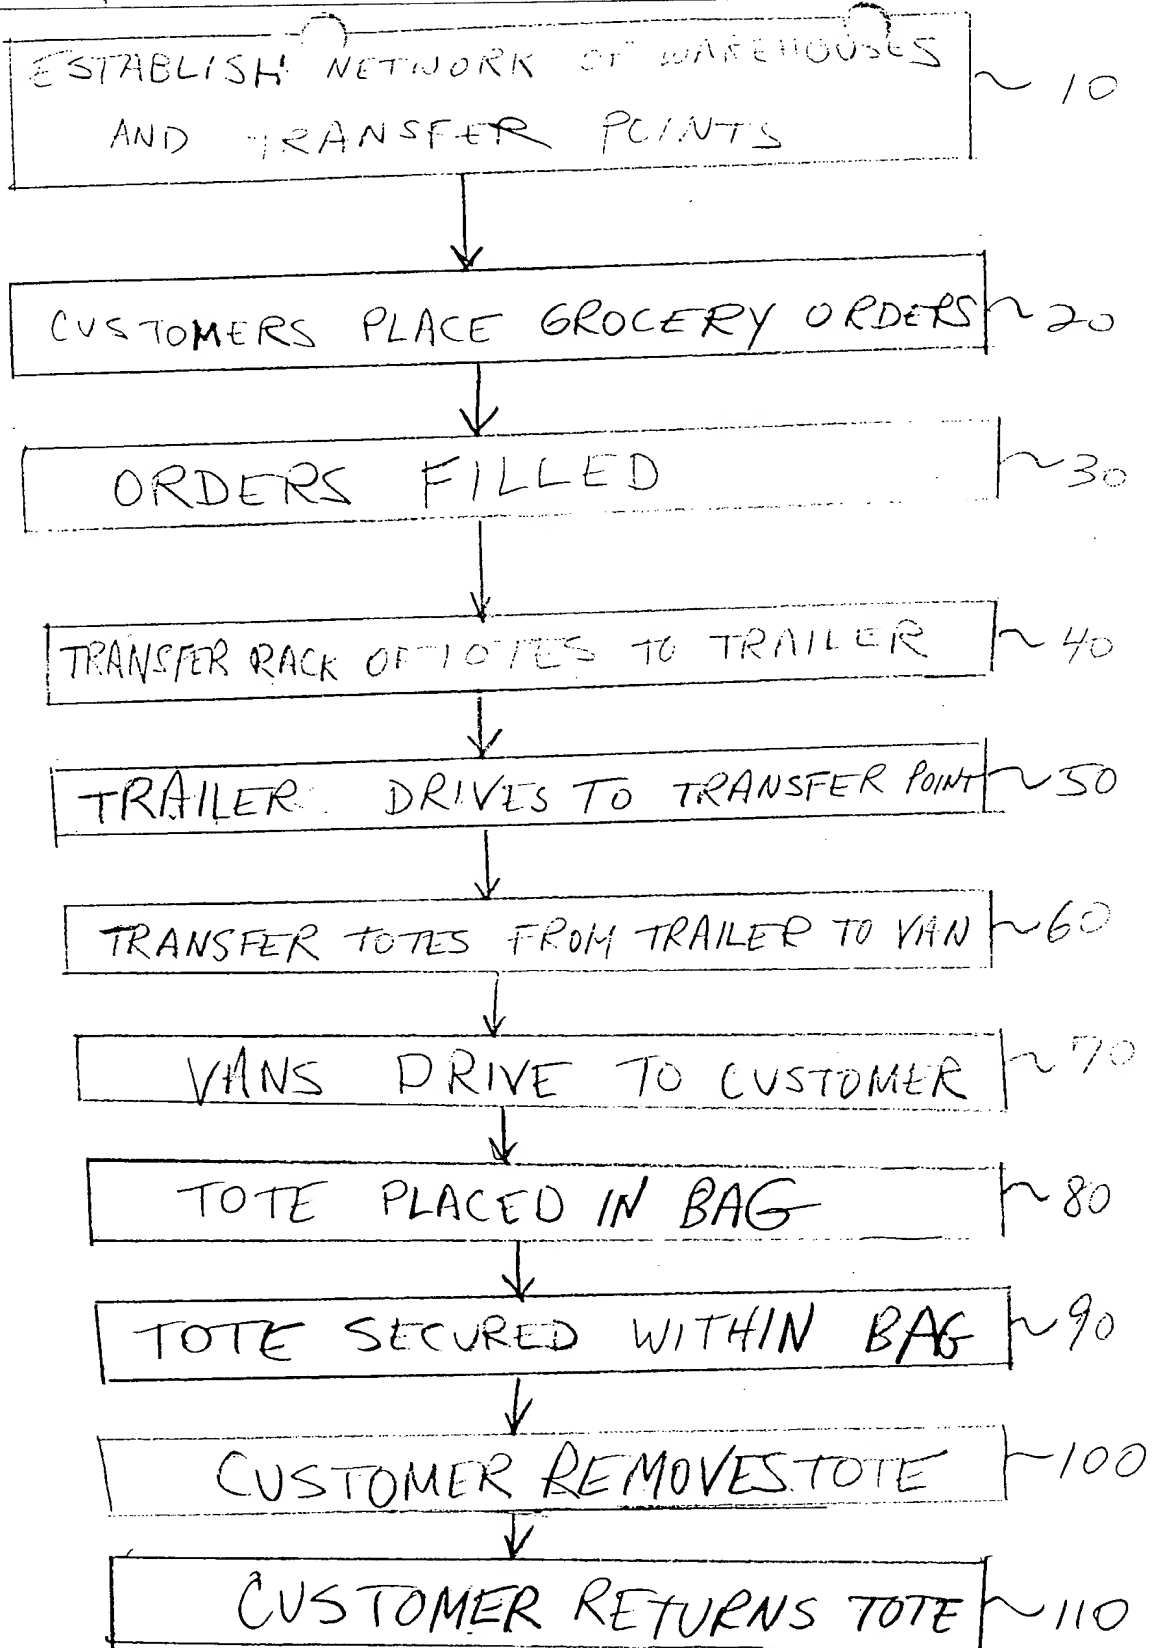 ESTABLISH NETWORK OF WAREHOUSES ~ 10
AND TRANSFER POINTS
CUSTOMERS PLACE GROCERY ORDERS ~ 20
ORDERS FILLED ~ 30
TRANSFER RACK OF TOTES TO TRAILER ~ 40
TRAILER DRIVES TO TRANSFER POINT ~ 50
TRANSFER TOTES FROM TRAILER TO VAN ~ 60
VANS DRIVE TO CUSTOMER ~ 70
TOTE PLACED IN BAG ~ 80
TOTE SECURED WITHIN BAG ~ 90
CUSTOMER REMOVES TOTE ~ 100
CUSTOMER RETURNS TOTE ~ 110